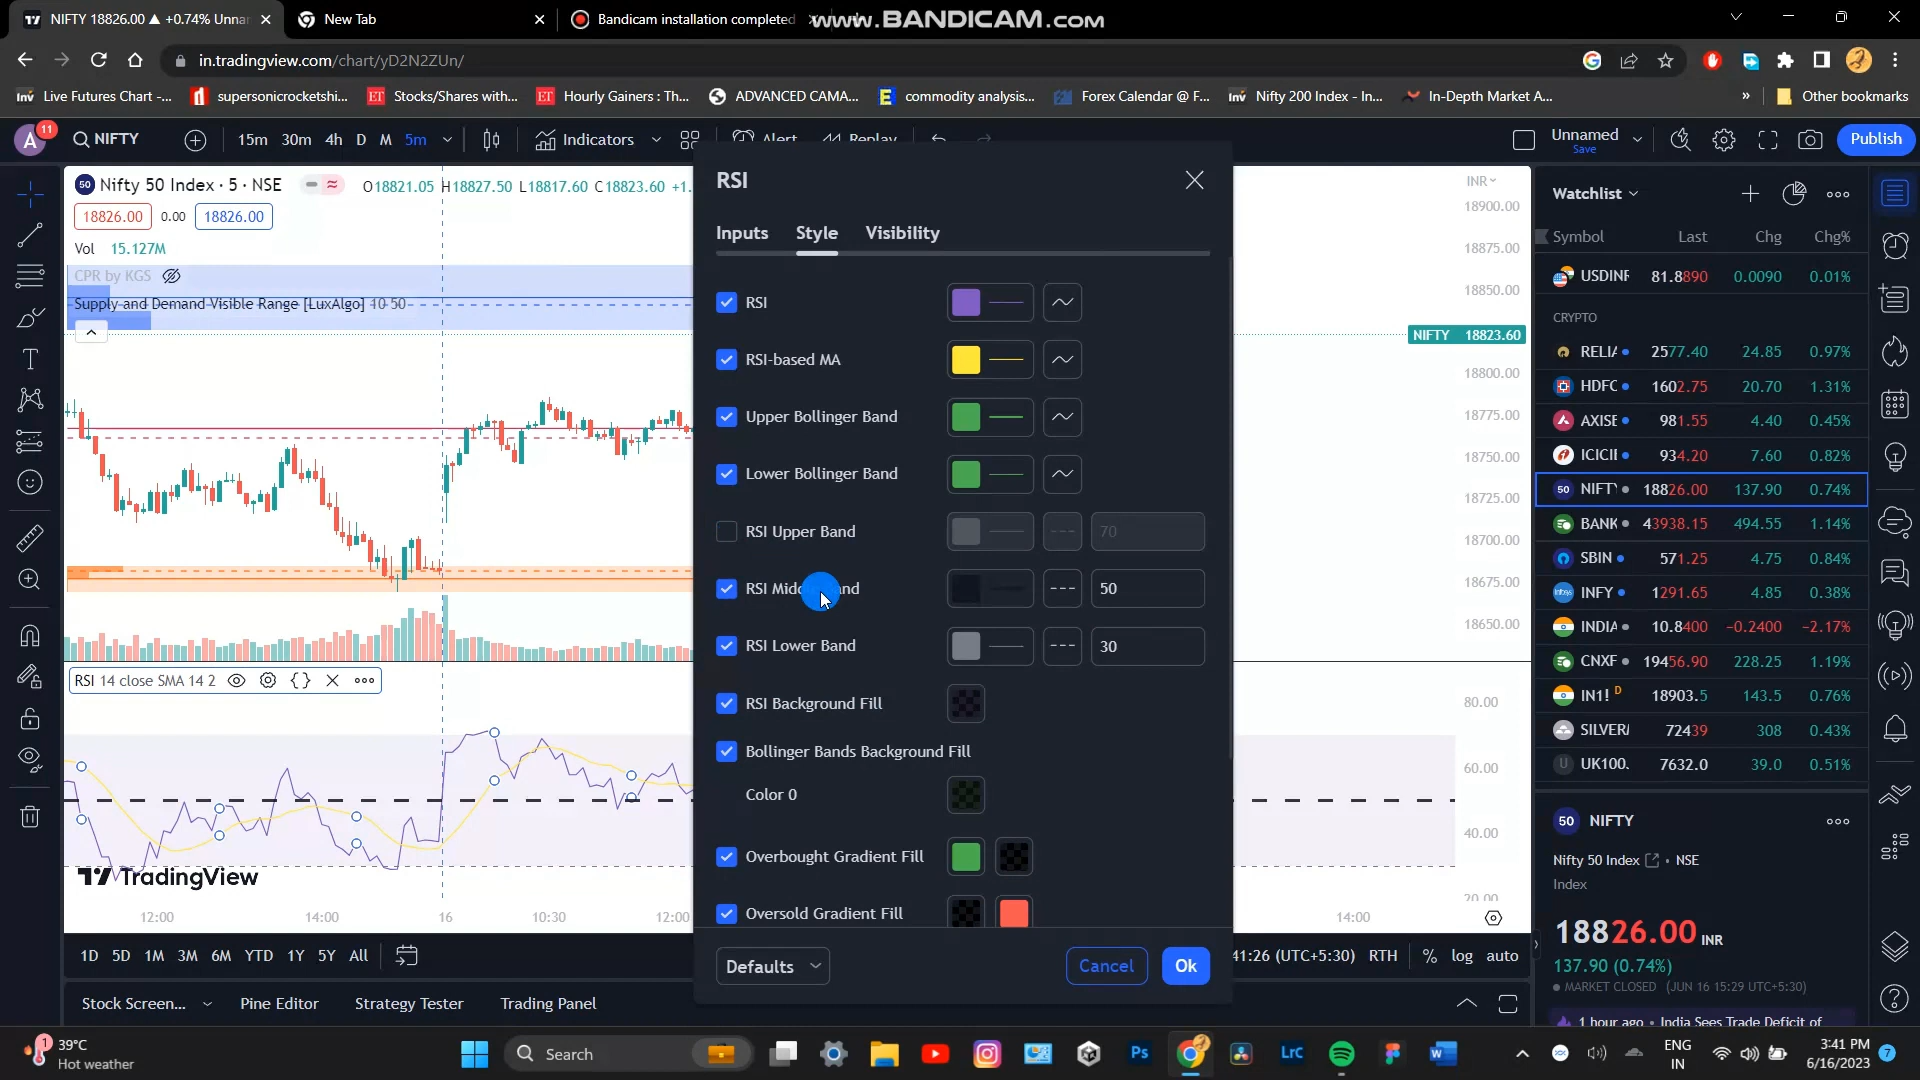 NIFTY 18826.00 ▲ +0.74% Unnar
New Tab
Bandicam installation completed
www.BANDICAM.com
in.tradingview.com/chart/yD2N2ZUn/
Live Futures Chart -...
supersonicrocketshi...
Stocks/Shares with...
Hourly Gainers : Th...
ADVANCED CAMA...
commodity analysis...
Forex Calendar @ F...
Nifty 200 Index - In...
In-Depth Market A...
»
Other bookmarks
A 11
NIFTY
15m 30m 4h D M 5m
Indicators
Alert
Replay
Unnamed
Save
Publish
50 Nifty 50 Index · 5 · NSE
O18821.05 H18827.50 L18817.60 C18823.60 +1.
18826.00 0.00 18826.00
Vol 15.127M
CPR by KGS
Supply and Demand Visible Range [LuxAlgo] 10 50
RSI 14 close SMA 14 2
TradingView
12:00 14:00 16 10:30 12:00 14:00
INR
18900.00
18875.00
18850.00
NIFTY 18823.60
18800.00
18775.00
18750.00
18725.00
18700.00
18675.00
18650.00
80.00
60.00
40.00
20.00
RSI
Inputs Style Visibility
RSI
RSI-based MA
Upper Bollinger Band
Lower Bollinger Band
RSI Upper Band 70
RSI Mid nd 50
RSI Lower Band 30
RSI Background Fill
Bollinger Bands Background Fill
Color 0
Overbought Gradient Fill
Oversold Gradient Fill
Defaults
Cancel
Ok
1D 5D 1M 3M 6M YTD 1Y 5Y All
41:26 (UTC+5:30) RTH % log auto
Stock Screen... Pine Editor Strategy Tester Trading Panel
Watchlist
Symbol Last Chg Chg%
USDINF 81.8890 0.0090 0.01%
CRYPTO
RELIA 2577.40 24.85 0.97%
HDFC 1602.75 20.70 1.31%
AXISE 981.55 4.40 0.45%
ICICIE 934.20 7.60 0.82%
50 NIFTY 18826.00 137.90 0.74%
BANK 43938.15 494.55 1.14%
SBIN 571.25 4.75 0.84%
INFY 1291.65 4.85 0.38%
INDIA 10.8400 -0.2400 -2.17%
CNXF 19456.90 228.25 1.19%
IN1! D 18903.5 143.5 0.76%
SILVER 72439 308 0.43%
U UK100. 7632.0 39.0 0.51%
50 NIFTY
Nifty 50 Index • NSE
Index
18826.00 INR
137.90 (0.74%)
MARKET CLOSED (JUN 16 15:29 UTC+5:30)
1 hour ago • India Sees Trade Deficit of
1
39°C
Hot weather
Search
Ps
LrC
W
ENG
IN
3:41 PM
6/16/2023
7